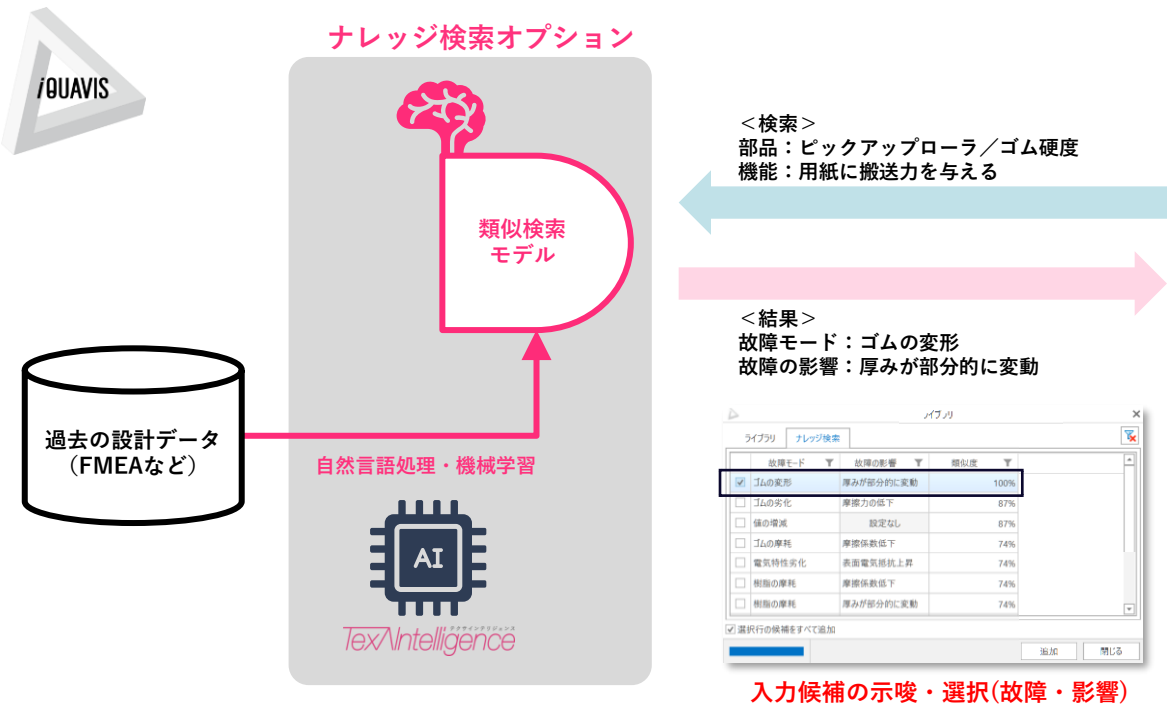 iQUAVIS
ナレッジ検索オプション
類似検索
モデル
過去の設計データ
（FMEAなど）
自然言語処理・機械学習
AI
テクサインテリジェンス
TexAIntelligence
＜検索＞
部品：ピックアップローラ／ゴム硬度
機能：用紙に搬送力を与える
＜結果＞
故障モード：ゴムの変形
故障の影響：厚みが部分的に変動
ライブラリ
ライブラリ ナレッジ検索
故障モード 故障の影響 類似度
ゴムの変形 厚みが部分的に変動 100%
ゴムの劣化 摩擦力の低下 87%
値の増減 設定なし 87%
ゴムの摩耗 摩擦係数低下 74%
電気特性劣化 表面電気抵抗上昇 74%
樹脂の摩耗 摩擦係数低下 74%
樹脂の摩耗 厚みが部分的に変動 74%
選択行の候補をすべて追加
追加 閉じる
入力候補の示唆・選択(故障・影響)